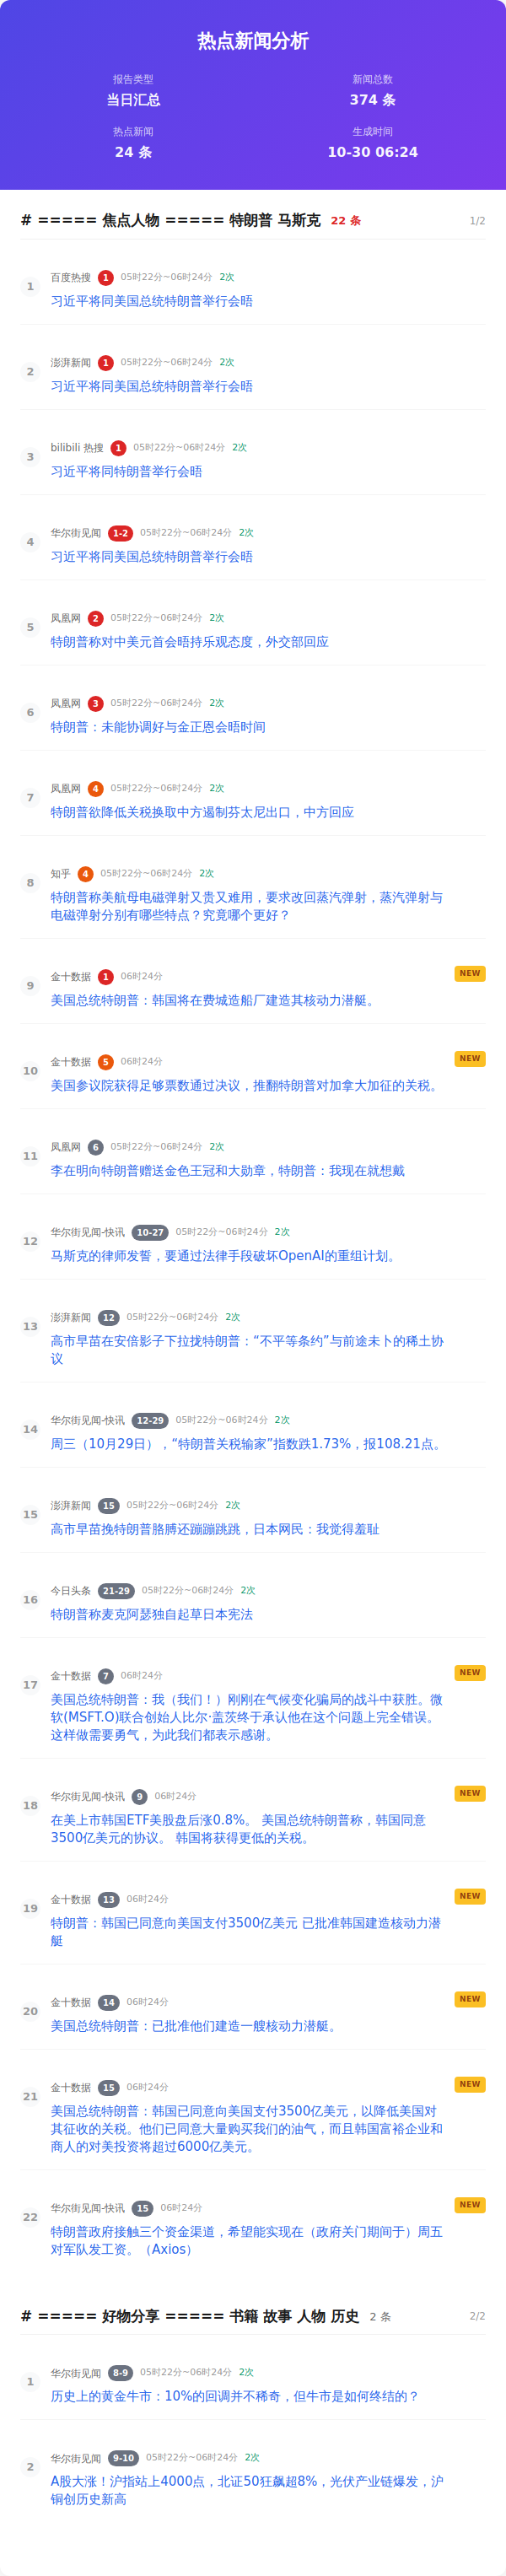 热点新闻分析
报告类型
当日汇总
新闻总数
374 条
热点新闻
24 条
生成时间
10-30 06:24
# ===== 焦点人物 ===== 特朗普 马斯克 22 条 1/2
1
百度热搜 1 05时22分~06时24分 2次
习近平将同美国总统特朗普举行会晤
2
澎湃新闻 1 05时22分~06时24分 2次
习近平将同美国总统特朗普举行会晤
3
bilibili 热搜 1 05时22分~06时24分 2次
习近平将同特朗普举行会晤
4
华尔街见闻 1-2 05时22分~06时24分 2次
习近平将同美国总统特朗普举行会晤
5
凤凰网 2 05时22分~06时24分 2次
特朗普称对中美元首会晤持乐观态度，外交部回应
6
凤凰网 3 05时22分~06时24分 2次
特朗普：未能协调好与金正恩会晤时间
7
凤凰网 4 05时22分~06时24分 2次
特朗普欲降低关税换取中方遏制芬太尼出口，中方回应
8
知乎 4 05时22分~06时24分 2次
特朗普称美航母电磁弹射又贵又难用，要求改回蒸汽弹射，蒸汽弹射与
电磁弹射分别有哪些特点？究竟哪个更好？
9
金十数据 1 06时24分 NEW
美国总统特朗普：韩国将在费城造船厂建造其核动力潜艇。
10
金十数据 5 06时24分 NEW
美国参议院获得足够票数通过决议，推翻特朗普对加拿大加征的关税。
11
凤凰网 6 05时22分~06时24分 2次
李在明向特朗普赠送金色王冠和大勋章，特朗普：我现在就想戴
12
华尔街见闻-快讯 10-27 05时22分~06时24分 2次
马斯克的律师发誓，要通过法律手段破坏OpenAI的重组计划。
13
澎湃新闻 12 05时22分~06时24分 2次
高市早苗在安倍影子下拉拢特朗普：“不平等条约”与前途未卜的稀土协
议
14
华尔街见闻-快讯 12-29 05时22分~06时24分 2次
周三（10月29日），“特朗普关税输家”指数跌1.73%，报108.21点。
15
澎湃新闻 15 05时22分~06时24分 2次
高市早苗挽特朗普胳膊还蹦蹦跳跳，日本网民：我觉得羞耻
16
今日头条 21-29 05时22分~06时24分 2次
特朗普称麦克阿瑟独自起草日本宪法
17
金十数据 7 06时24分 NEW
美国总统特朗普：我（我们！）刚刚在气候变化骗局的战斗中获胜。微
软(MSFT.O)联合创始人比尔·盖茨终于承认他在这个问题上完全错误。
这样做需要勇气，为此我们都表示感谢。
18
华尔街见闻-快讯 9 06时24分 NEW
在美上市韩国ETF美股盘后涨0.8%。 美国总统特朗普称，韩国同意
3500亿美元的协议。 韩国将获得更低的关税。
19
金十数据 13 06时24分 NEW
特朗普：韩国已同意向美国支付3500亿美元 已批准韩国建造核动力潜
艇
20
金十数据 14 06时24分 NEW
美国总统特朗普：已批准他们建造一艘核动力潜艇。
21
金十数据 15 06时24分 NEW
美国总统特朗普：韩国已同意向美国支付3500亿美元，以降低美国对
其征收的关税。他们已同意大量购买我们的油气，而且韩国富裕企业和
商人的对美投资将超过6000亿美元。
22
华尔街见闻-快讯 15 06时24分 NEW
特朗普政府接触三个资金渠道，希望能实现在（政府关门期间于）周五
对军队发工资。（Axios）
# ===== 好物分享 ===== 书籍 故事 人物 历史 2 条 2/2
1
华尔街见闻 8-9 05时22分~06时24分 2次
历史上的黄金牛市：10%的回调并不稀奇，但牛市是如何终结的？
2
华尔街见闻 9-10 05时22分~06时24分 2次
A股大涨！沪指站上4000点，北证50狂飙超8%，光伏产业链爆发，沪
铜创历史新高